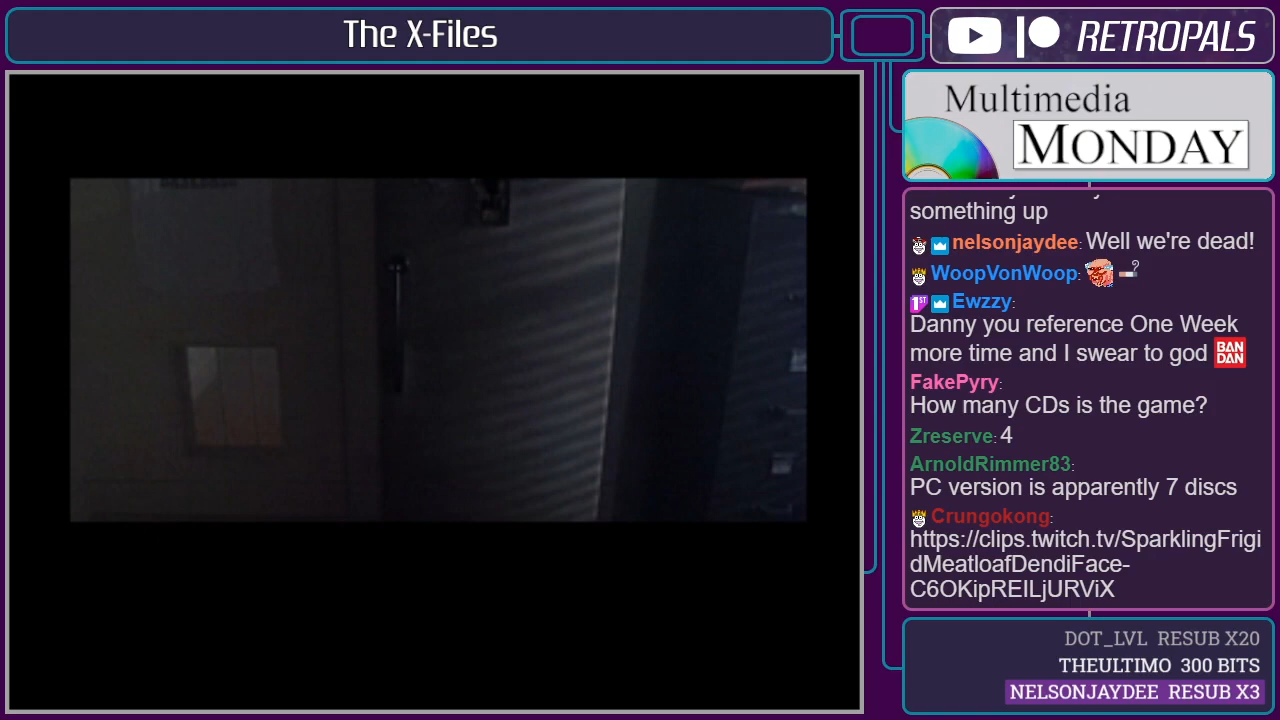 The X-Files
RETROPALS
Multimedia
MONDAY
something up
nelsonjaydee: Well we're dead!
WoopVonWoop:
1ST Ewzzy:
Danny you reference One Week
more time and I swear to god BAN DAN
FakePyry:
How many CDs is the game?
Zreserve: 4
ArnoldRimmer83:
PC version is apparently 7 discs
Crungokong:
https://clips.twitch.tv/SparklingFrigi
dMeatloafDendiFace-
C6OKipREILjURViX
DOT_LVL RESUB X20
THEULTIMO 300 BITS
NELSONJAYDEE RESUB X3